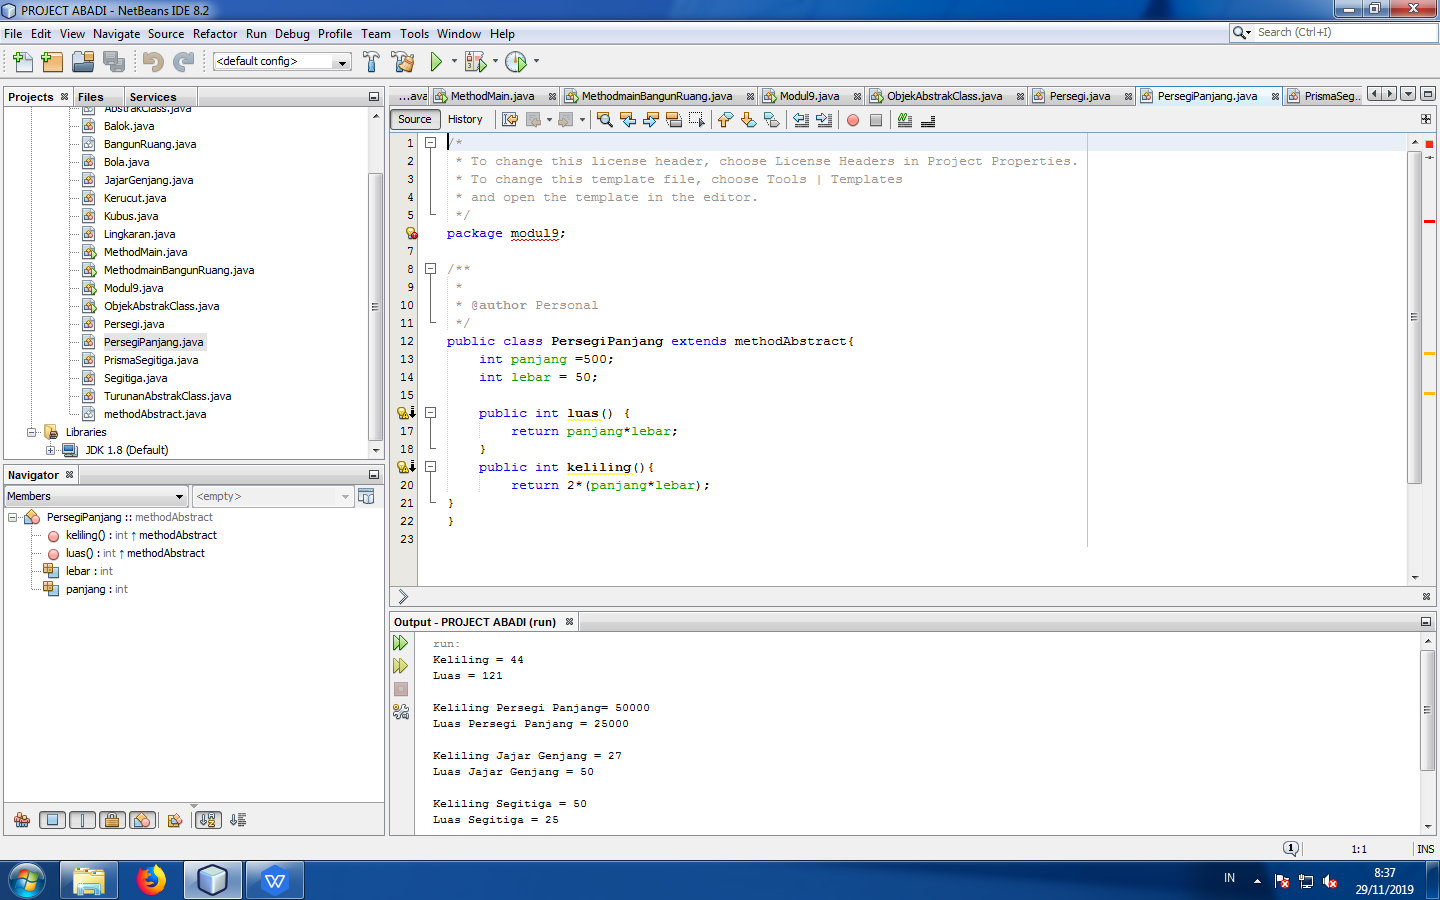 PROJECT ABADI - NetBeans IDE 8.2
File Edit View Navigate Source Refactor Run Debug Profile Team Tools Window Help
Search (Ctrl+I)
<default config>
Projects Files Services
AbstrakClass.java
Balok.java
BangunRuang.java
Bola.java
JajarGenjang.java
Kerucut.java
Kubus.java
Lingkaran.java
MethodMain.java
MethodmainBangunRuang.java
Modul9.java
ObjekAbstrakClass.java
Persegi.java
PersegiPanjang.java
PrismaSegitiga.java
Segitiga.java
TurunanAbstrakClass.java
methodAbstract.java
Libraries
JDK 1.8 (Default)
Navigator
Members
<empty>
PersegiPanjang :: methodAbstract
keliling() : int ↑ methodAbstract
luas() : int ↑ methodAbstract
lebar : int
panjang : int
...ava MethodMain.java MethodmainBangunRuang.java Modul9.java ObjekAbstrakClass.java Persegi.java PersegiPanjang.java PrismaSeg...
Source History
1 /*
2 * To change this license header, choose License Headers in Project Properties.
3 * To change this template file, choose Tools | Templates
4 * and open the template in the editor.
5 */
package modul9;
7
8 /**
9 *
10 * @author Personal
11 */
12 public class PersegiPanjang extends methodAbstract{
13 int panjang =500;
14 int lebar = 50;
15
public int luas() {
17 return panjang*lebar;
18 }
public int keliling(){
20 return 2*(panjang*lebar);
21 }
22 }
23
Output - PROJECT ABADI (run)
run:
Keliling = 44
Luas = 121
Keliling Persegi Panjang= 50000
Luas Persegi Panjang = 25000
Keliling Jajar Genjang = 27
Luas Jajar Genjang = 50
Keliling Segitiga = 50
Luas Segitiga = 25
1
1:1
INS
IN
8:37
29/11/2019